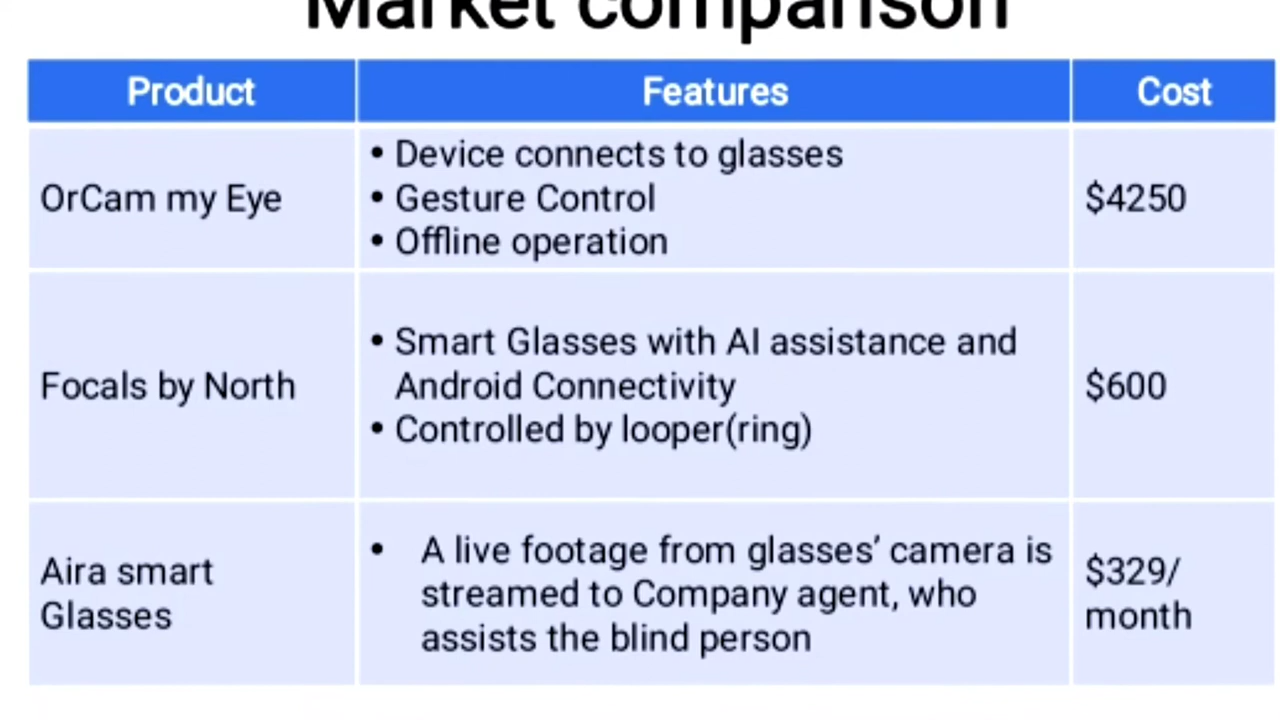 Market comparison
Product Features Cost
OrCam my Eye
• Device connects to glasses
• Gesture Control
• Offline operation
$4250
Focals by North
• Smart Glasses with AI assistance and
Android Connectivity
• Controlled by looper(ring)
$600
Aira smart
Glasses
• A live footage from glasses’ camera is
streamed to Company agent, who
assists the blind person
$329/
month